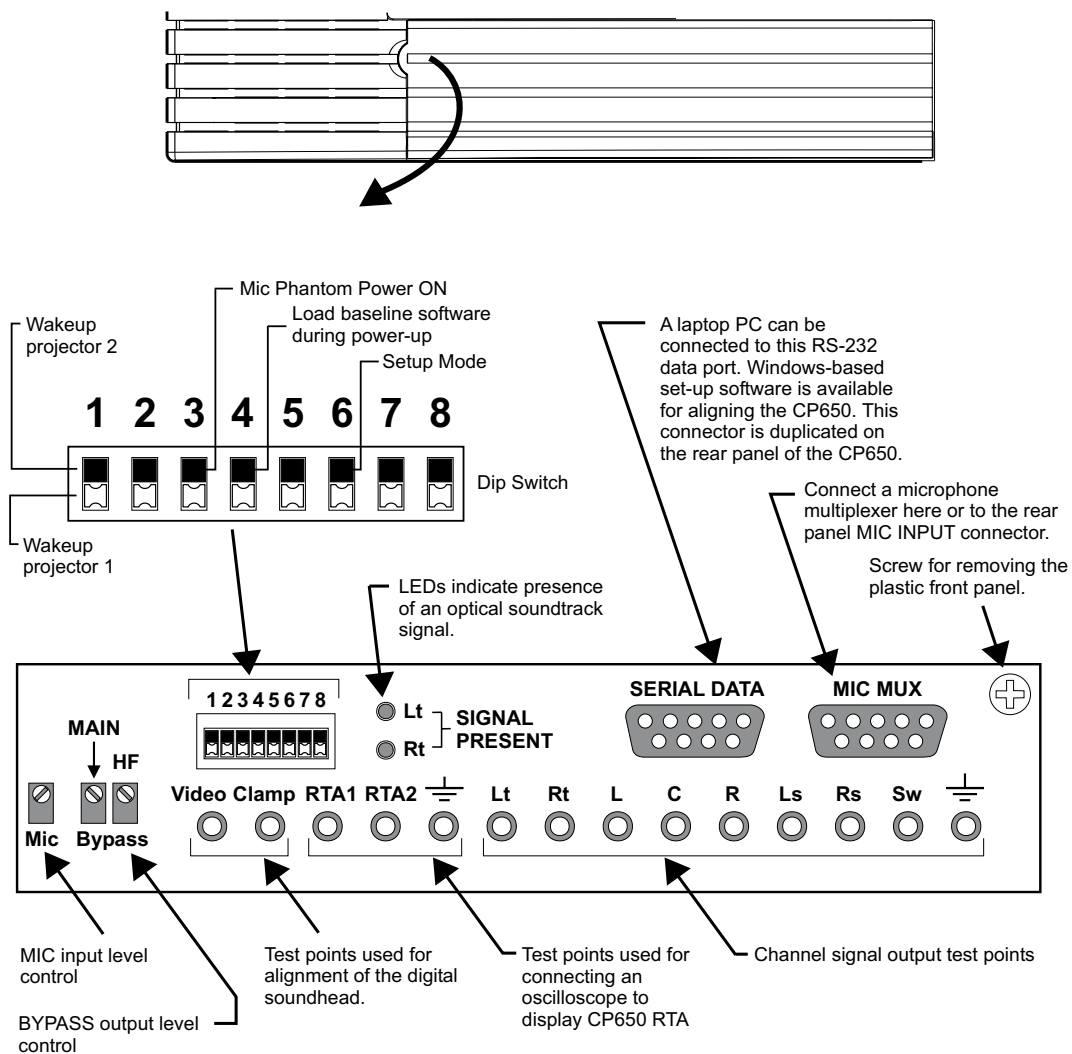 Mic Phantom Power ON
Load baseline software
during power-up
Setup Mode
Wakeup
projector 2
1 2 3 4 5 6 7 8
Dip Switch
Wakeup
projector 1
A laptop PC can be
connected to this RS-232
data port. Windows-based
set-up software is available
for aligning the CP650. This
connector is duplicated on
the rear panel of the CP650.
Connect a microphone
multiplexer here or to the rear
panel MIC INPUT connector.
Screw for removing the
plastic front panel.
LEDs indicate presence
of an optical soundtrack
signal.
1 2 3 4 5 6 7 8
Lt
Rt
SIGNAL
PRESENT
SERIAL DATA
MIC MUX
MAIN
HF
Mic
Bypass
Video Clamp RTA1 RTA2 Lt Rt L C R Ls Rs Sw
MIC input level
control
BYPASS output level
control
Test points used for
alignment of the digital
soundhead.
Test points used for
connecting an
oscilloscope to
display CP650 RTA
Channel signal output test points